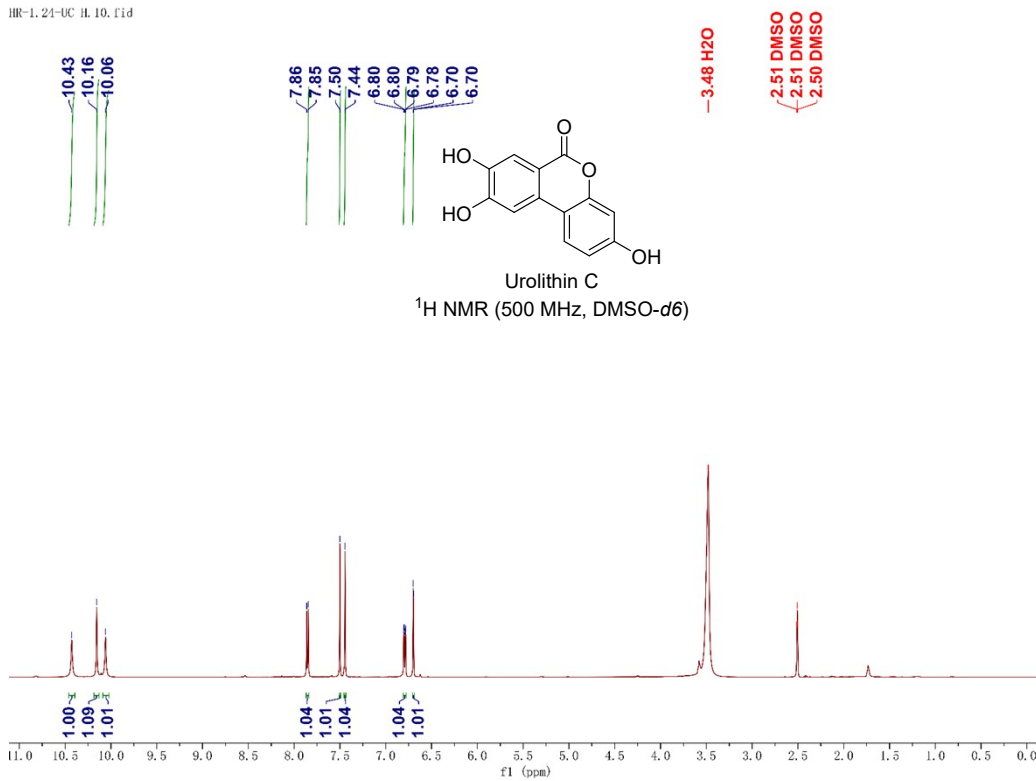 HR-1.24-UC H.10.fid
10.43
10.16
10.06
7.86
7.85
7.50
7.44
6.80
6.80
6.79
6.78
6.70
6.70
—3.48 H2O
2.51 DMSO
2.51 DMSO
2.50 DMSO
O
HO
O
HO
OH
Urolithin C
¹H NMR (500 MHz, DMSO-d6)
1.00
1.09
1.01
1.04
1.01
1.04
1.04
1.01
11.0 10.5 10.0 9.5 9.0 8.5 8.0 7.5 7.0 6.5 6.0 5.5 5.0 4.5 4.0 3.5 3.0 2.5 2.0 1.5 1.0 0.5 0.0
f1 (ppm)